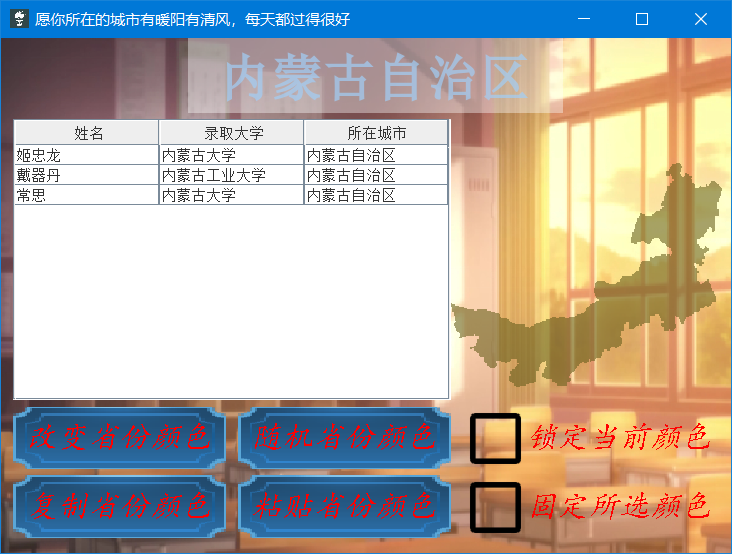 愿你所在的城市有暖阳有清风，每天都过得很好
内蒙古自治区
姓名 录取大学 所在城市
姬忠龙 内蒙古大学 内蒙古自治区
戴器丹 内蒙古工业大学 内蒙古自治区
常思 内蒙古大学 内蒙古自治区
改变省份颜色 随机省份颜色 锁定当前颜色
复制省份颜色 粘贴省份颜色 固定所选颜色